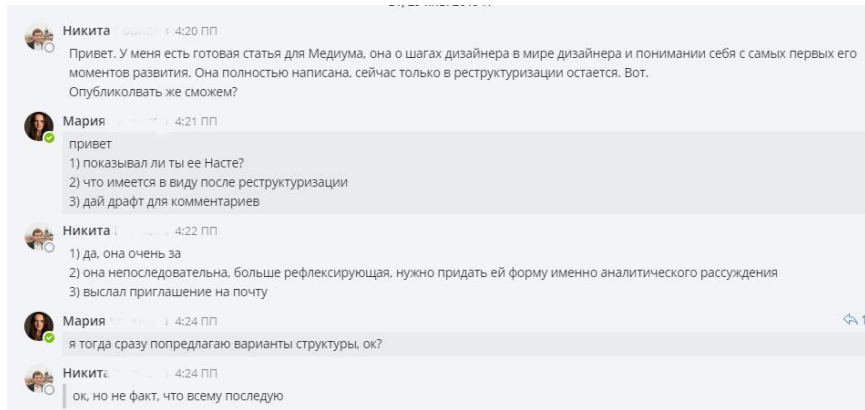 Никита 4:20 ПП
Привет. У меня есть готовая статья для Медиума, она о шагах дизайнера в мире дизайнера и понимании себя с самых первых его
моментов развития. Она полностью написана, сейчас только в реструктуризации остается. Вот.
Опубликолвать же сможем?
Мария 4:21 ПП
привет
1) показывал ли ты ее Насте?
2) что имеется в виду после реструктуризации
3) дай драфт для комментариев
Никита 4:22 ПП
1) да, она очень за
2) она непоследовательна, больше рефлексирующая, нужно придать ей форму именно аналитического рассуждения
3) выслал приглашение на почту
Мария 4:24 ПП
1
я тогда сразу попредлагаю варианты структуры, ок?
Никита 4:24 ПП
ок, но не факт, что всему последую